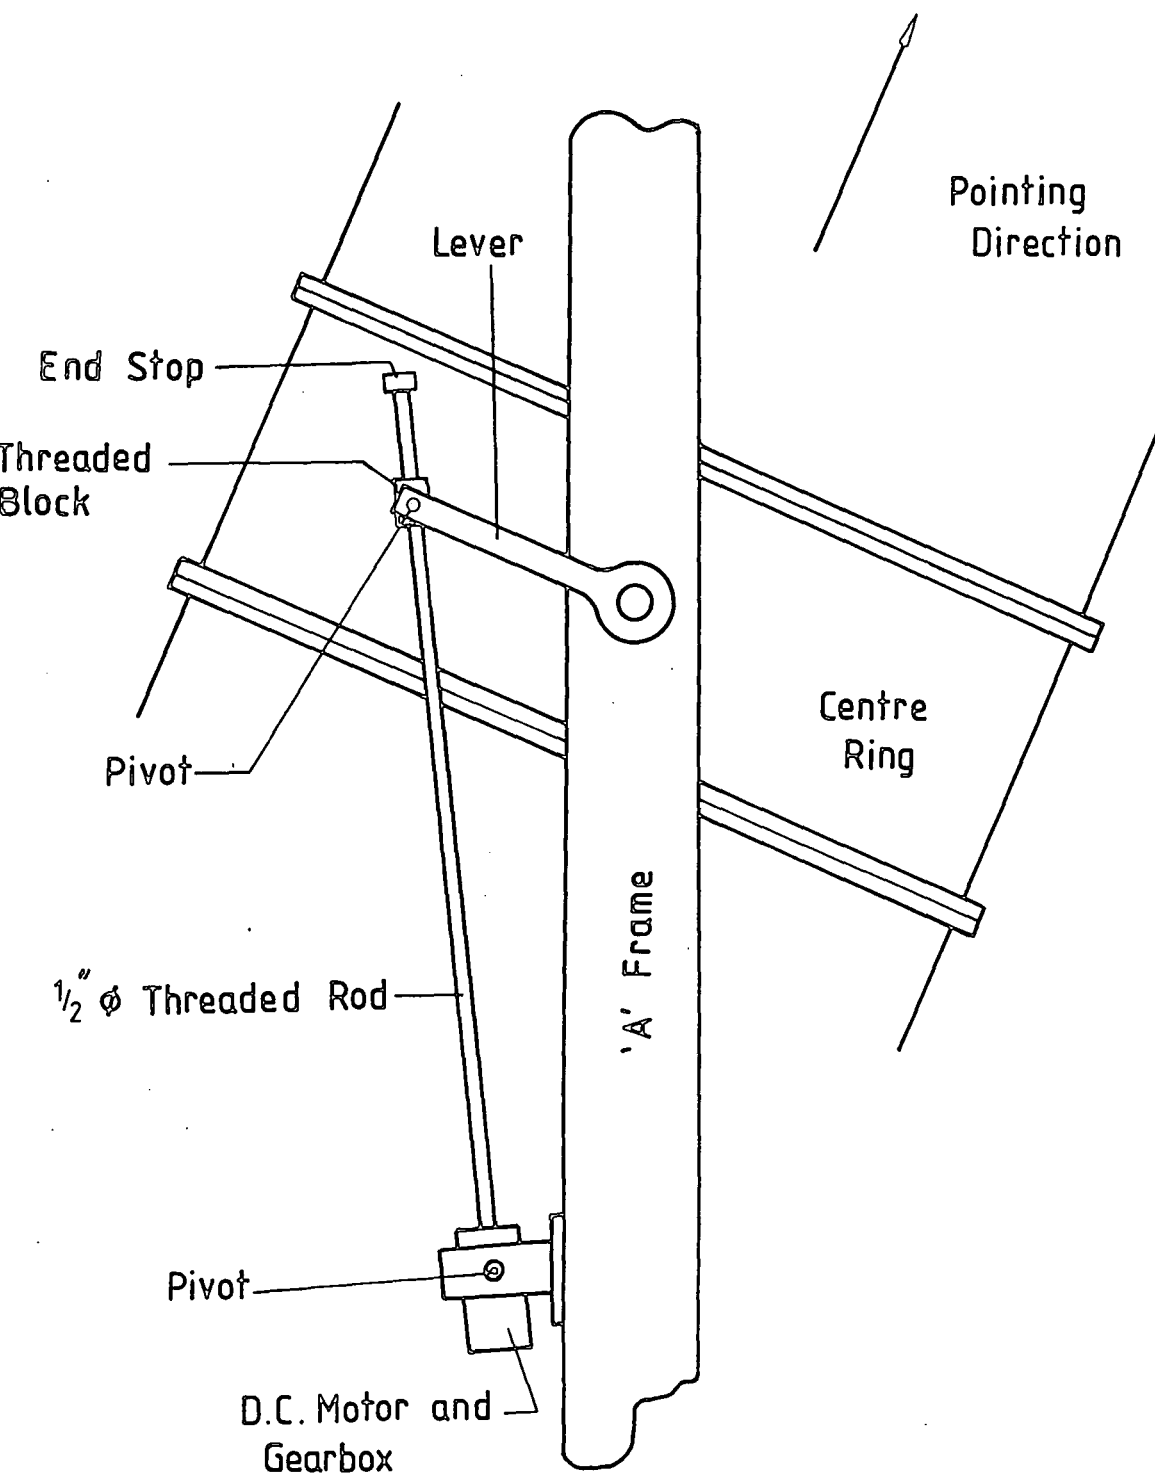 Pointing
Direction
Lever
End Stop
Threaded
Block
Pivot
Centre
Ring
'A' Frame
1/2" ϕ Threaded Rod
Pivot
D.C. Motor and
Gearbox